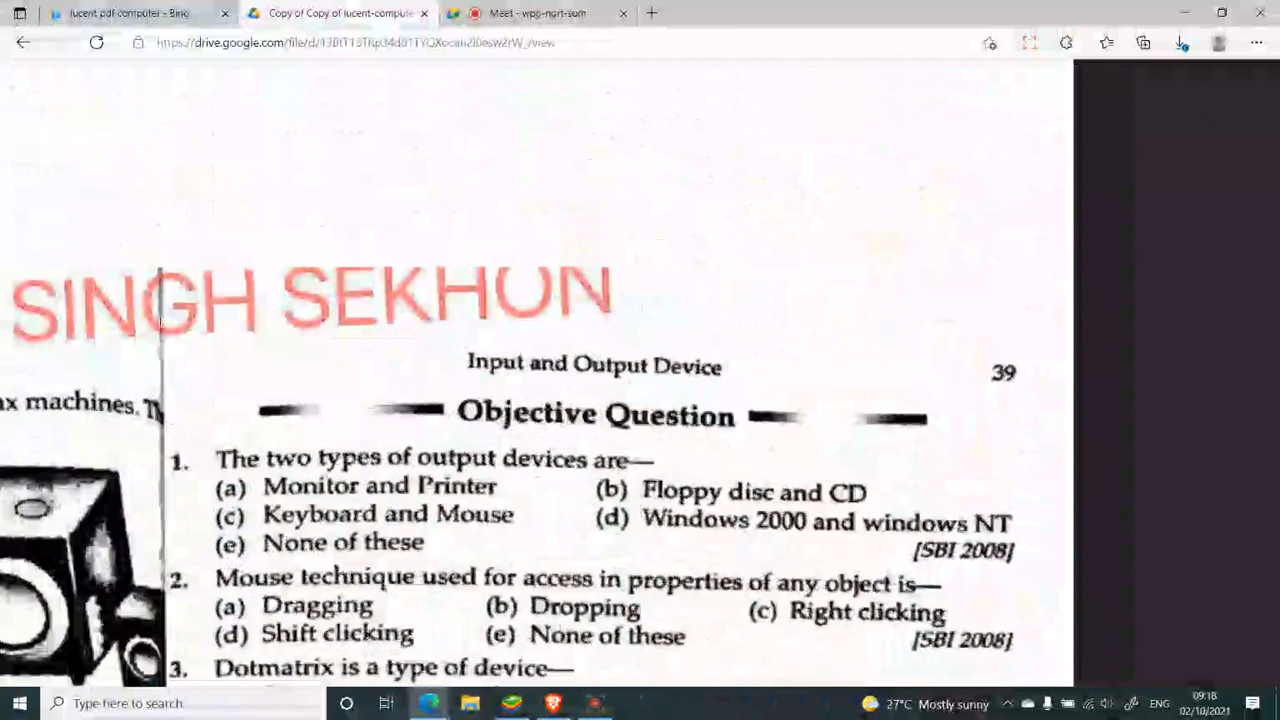 lucent pdf computer - Bing
Copy of Copy of lucent-compute
Meet - wpg-nqrt-som
SINGH SEKHON
Input and Output Device
39
ax machines.
Objective Question
1. The two types of output devices are—
(a) Monitor and Printer (b) Floppy disc and CD
(c) Keyboard and Mouse (d) Windows 2000 and windows NT
(e) None of these [SBI 2008]
2. Mouse technique used for access in properties of any object is—
(a) Dragging (b) Dropping (c) Right clicking
(d) Shift clicking (e) None of these [SBI 2008]
3. Dotmatrix is a type of device—
Type here to search
27°C Mostly sunny
ENG
09:18
02/10/2021